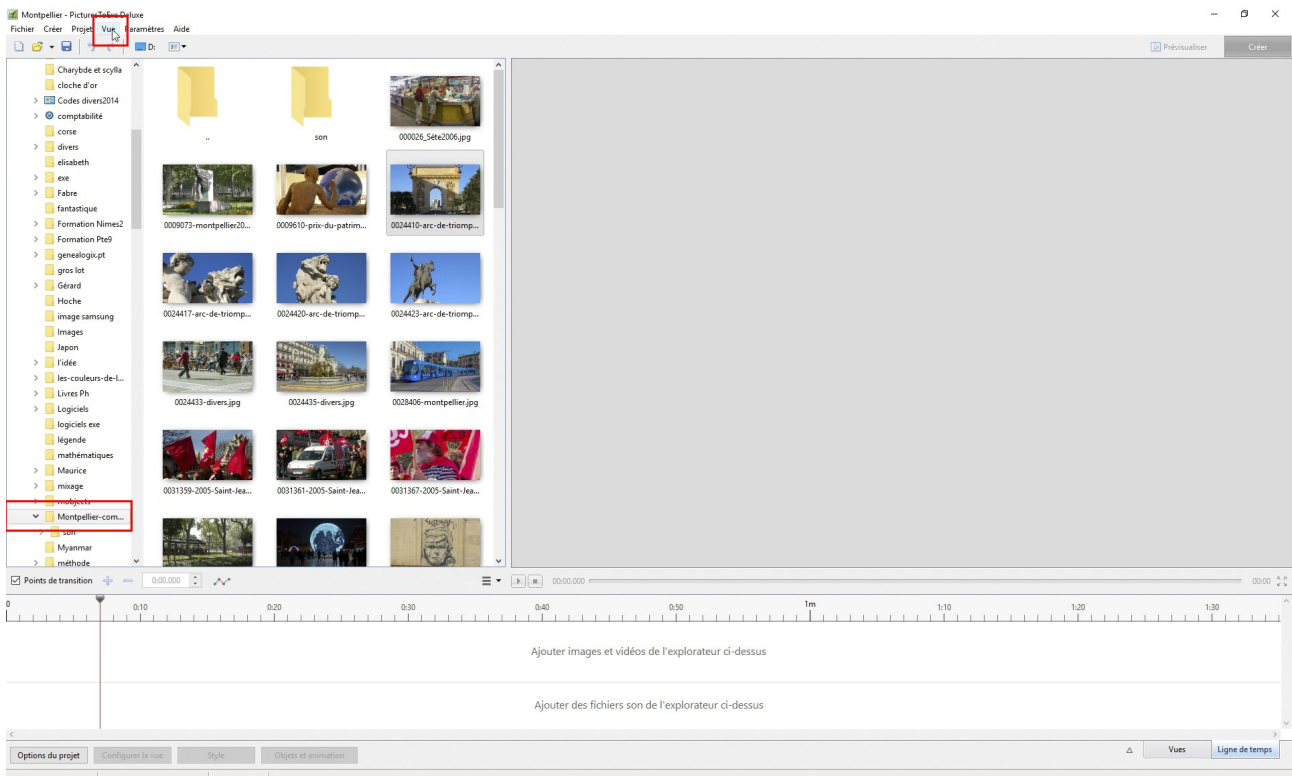 Montpellier - PicturesToExe Deluxe
Fichier Créer Projet Vue Paramètres Aide
D:
Prévisualiser
Créer
Charybde et scylla
cloche d'or
Codes divers2014
comptabilité
corse
divers
elisabeth
exe
Fabre
fantastique
Formation Nimes2
Formation Pte9
genealogix.pt
gros lot
Gérard
Hoche
image samsung
Images
Japon
l'idée
les-couleurs-de-l...
Livres Ph
Logiciels
logiciels exe
légende
mathématiques
Maurice
mixage
mobjects
Montpellier-com...
son
Myanmar
méthode
..
son
000026_Sète2006.jpg
0009073-montpellier20...
0009610-prix-du-patrim...
0024410-arc-de-triomp...
0024417-arc-de-triomp...
0024420-arc-de-triomp...
0024423-arc-de-triomp...
0024433-divers.jpg
0024435-divers.jpg
0028406-montpellier.jpg
0031359-2005-Saint-Jea...
0031361-2005-Saint-Jea...
0031367-2005-Saint-Jea...
Points de transition
0:00.000
00:00.000
00:00
0 0:10 0:20 0:30 0:40 0:50 1m 1:10 1:20 1:30
Ajouter images et vidéos de l'explorateur ci-dessus
Ajouter des fichiers son de l'explorateur ci-dessus
Options du projet
Configurer la vue
Style
Objets et animation
Vues
Ligne de temps